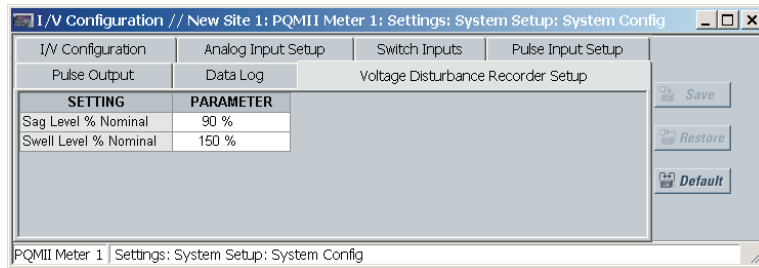 I/V Configuration // New Site 1: PQMII Meter 1: Settings: System Setup: System Config
I/V Configuration Analog Input Setup Switch Inputs Pulse Input Setup
Pulse Output Data Log Voltage Disturbance Recorder Setup
SETTING PARAMETER
Sag Level % Nominal 90 %
Swell Level % Nominal 150 %
Save
Restore
Default
PQMII Meter 1 Settings: System Setup: System Config